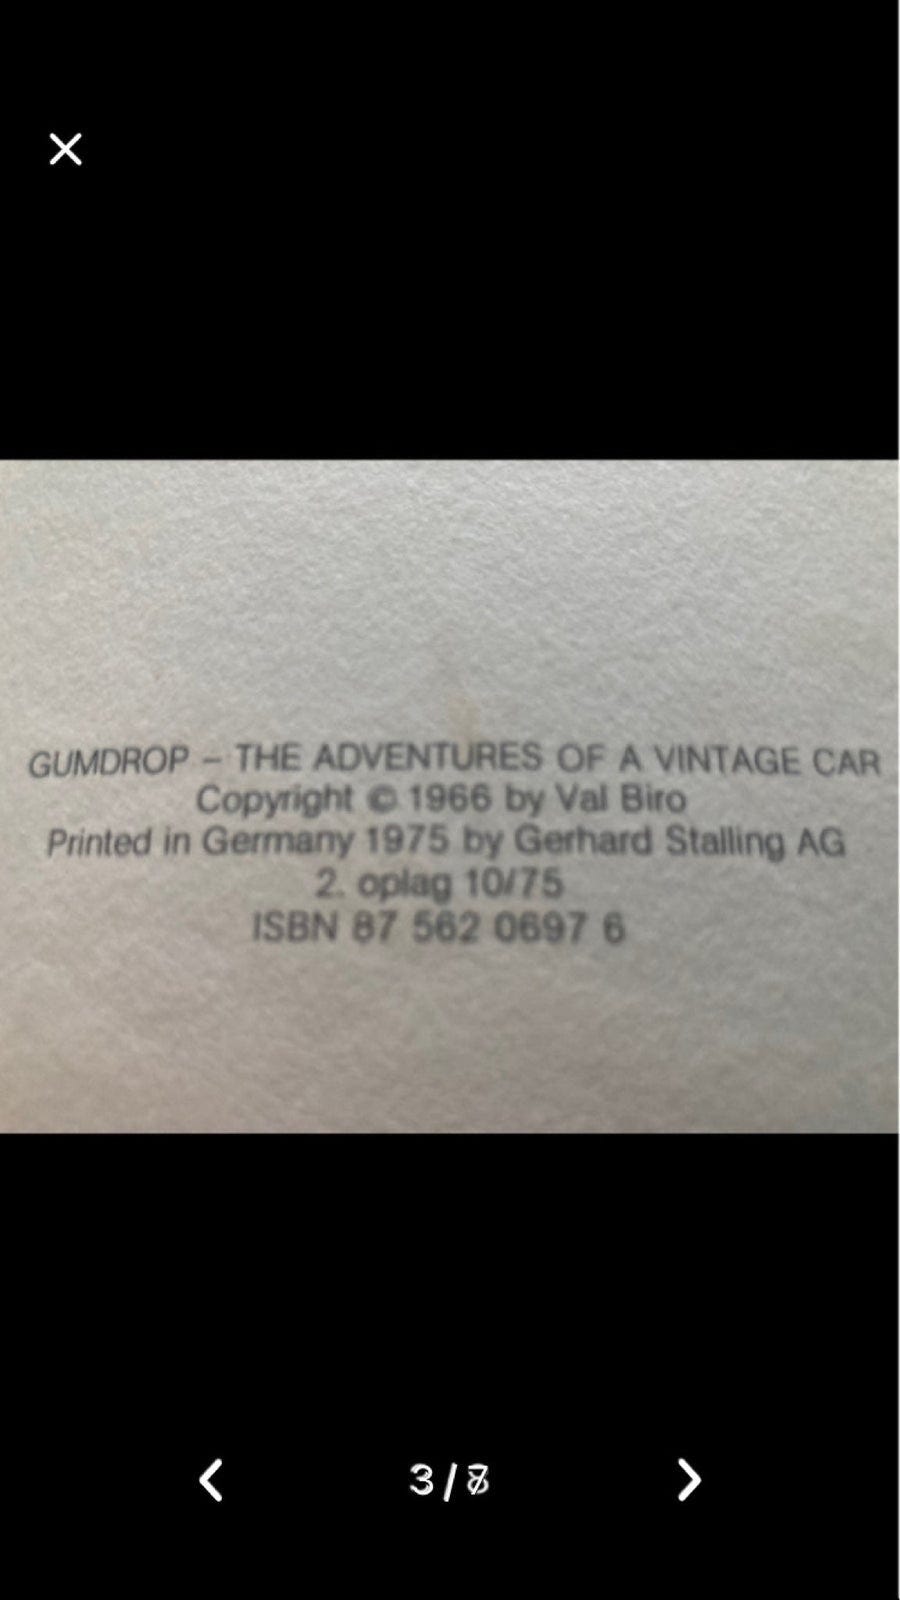 GUMDROP – THE ADVENTURES OF A VINTAGE CAR
Copyright © 1966 by Val Biro
Printed in Germany 1975 by Gerhard Stalling AG
2. oplag 10/75
ISBN 87 562 0697 6
3 /